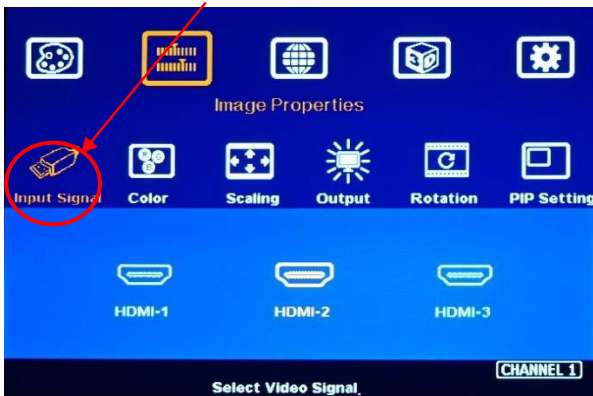 3D
Image Properties
Input Signal Color Scaling Output Rotation PIP Setting
HDMI-1 HDMI-2 HDMI-3
CHANNEL 1
Select Video Signal